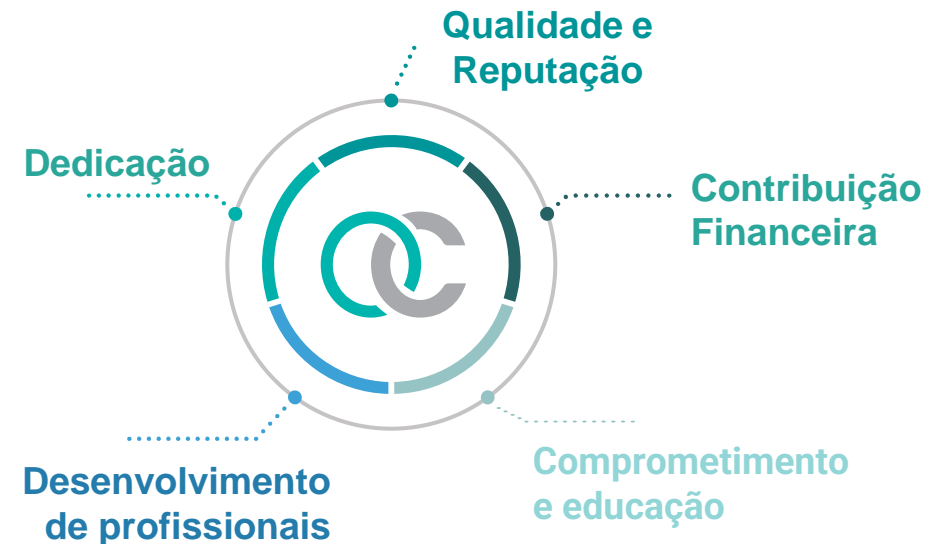 Qualidade e
Reputação
Dedicação
Contribuição
Financeira
Desenvolvimento
de profissionais
Comprometimento
e educação